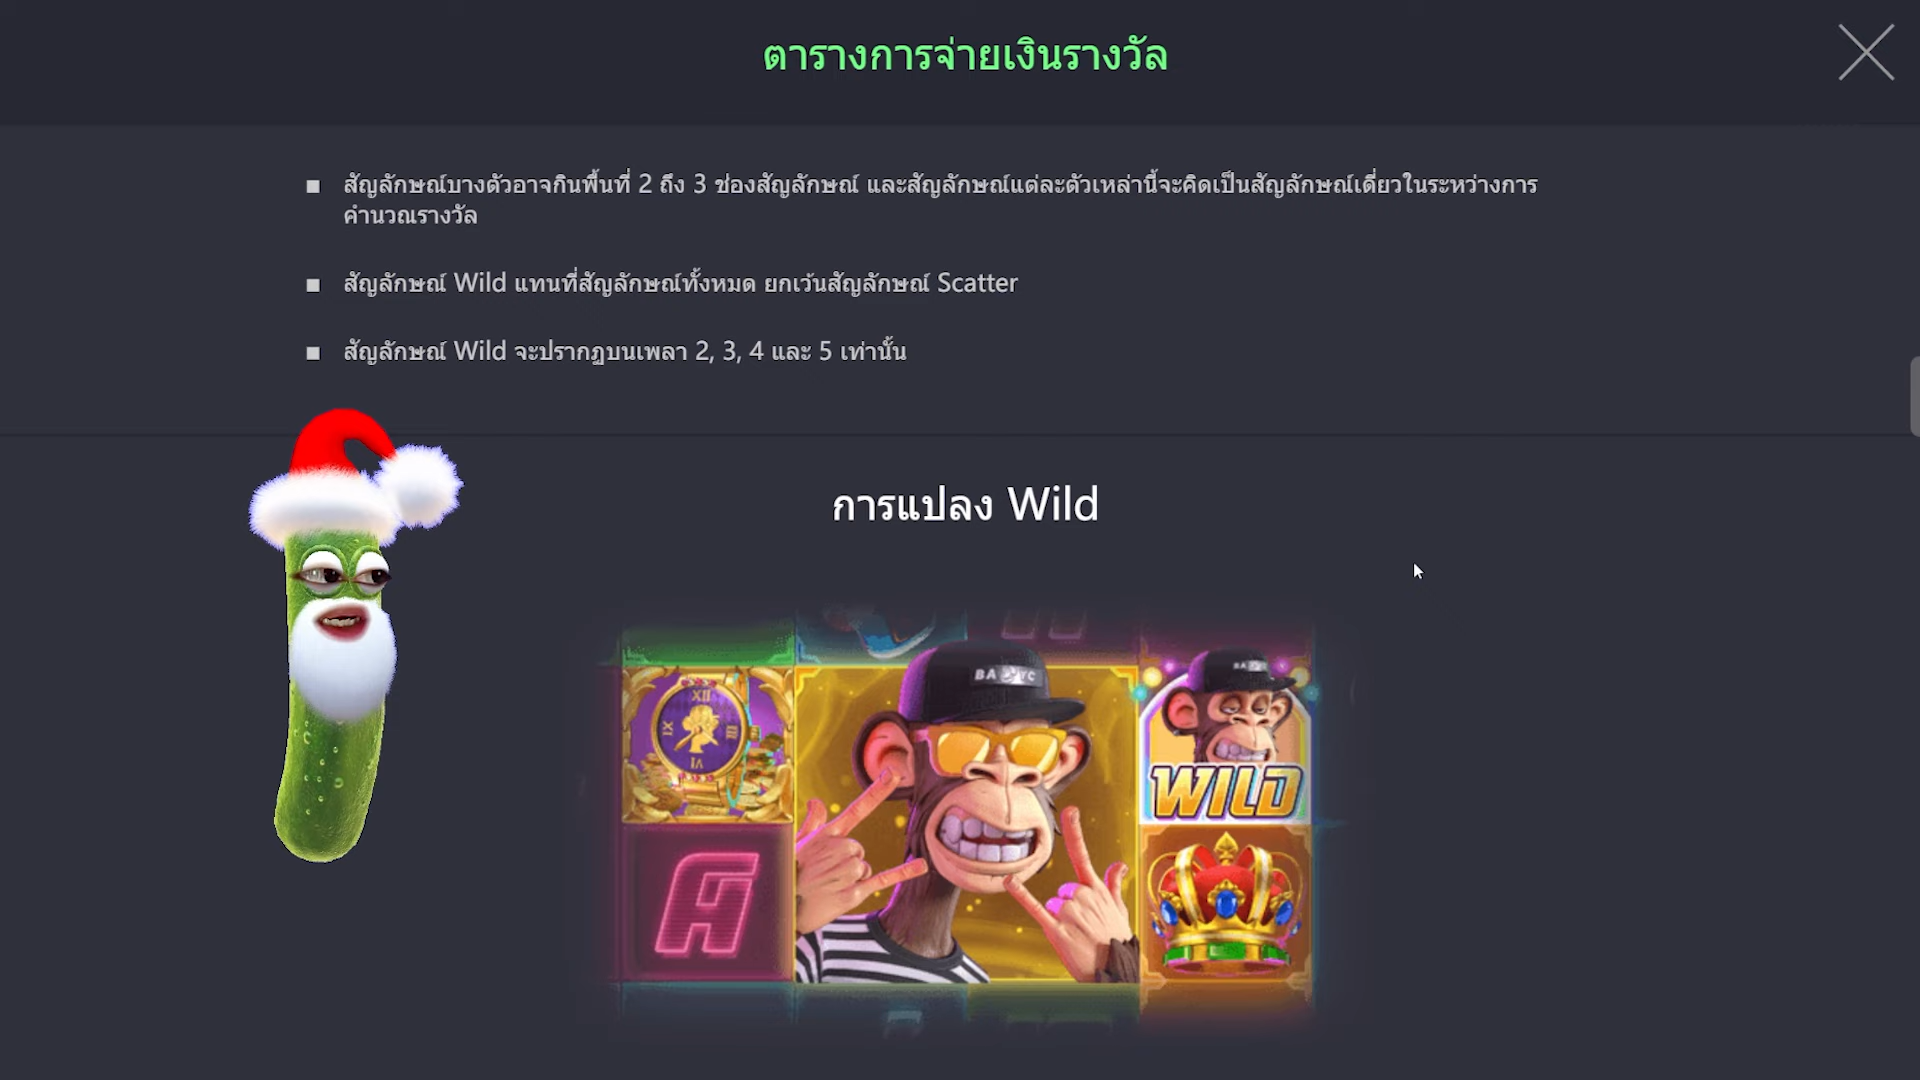 ตารางการจ่ายเงินรางวัล
สัญลักษณ์บางตัวอาจกินพื้นที่ 2 ถึง 3 ช่องสัญลักษณ์ และสัญลักษณ์แต่ละตัวเหล่านี้จะคิดเป็นสัญลักษณ์เดี่ยวในระหว่างการ
คำนวณรางวัล
สัญลักษณ์ Wild แทนที่สัญลักษณ์ทั้งหมด ยกเว้นสัญลักษณ์ Scatter
สัญลักษณ์ Wild จะปรากฏบนเพลา 2, 3, 4 และ 5 เท่านั้น
การแปลง Wild
XII
III
VI
IX
WILD
A